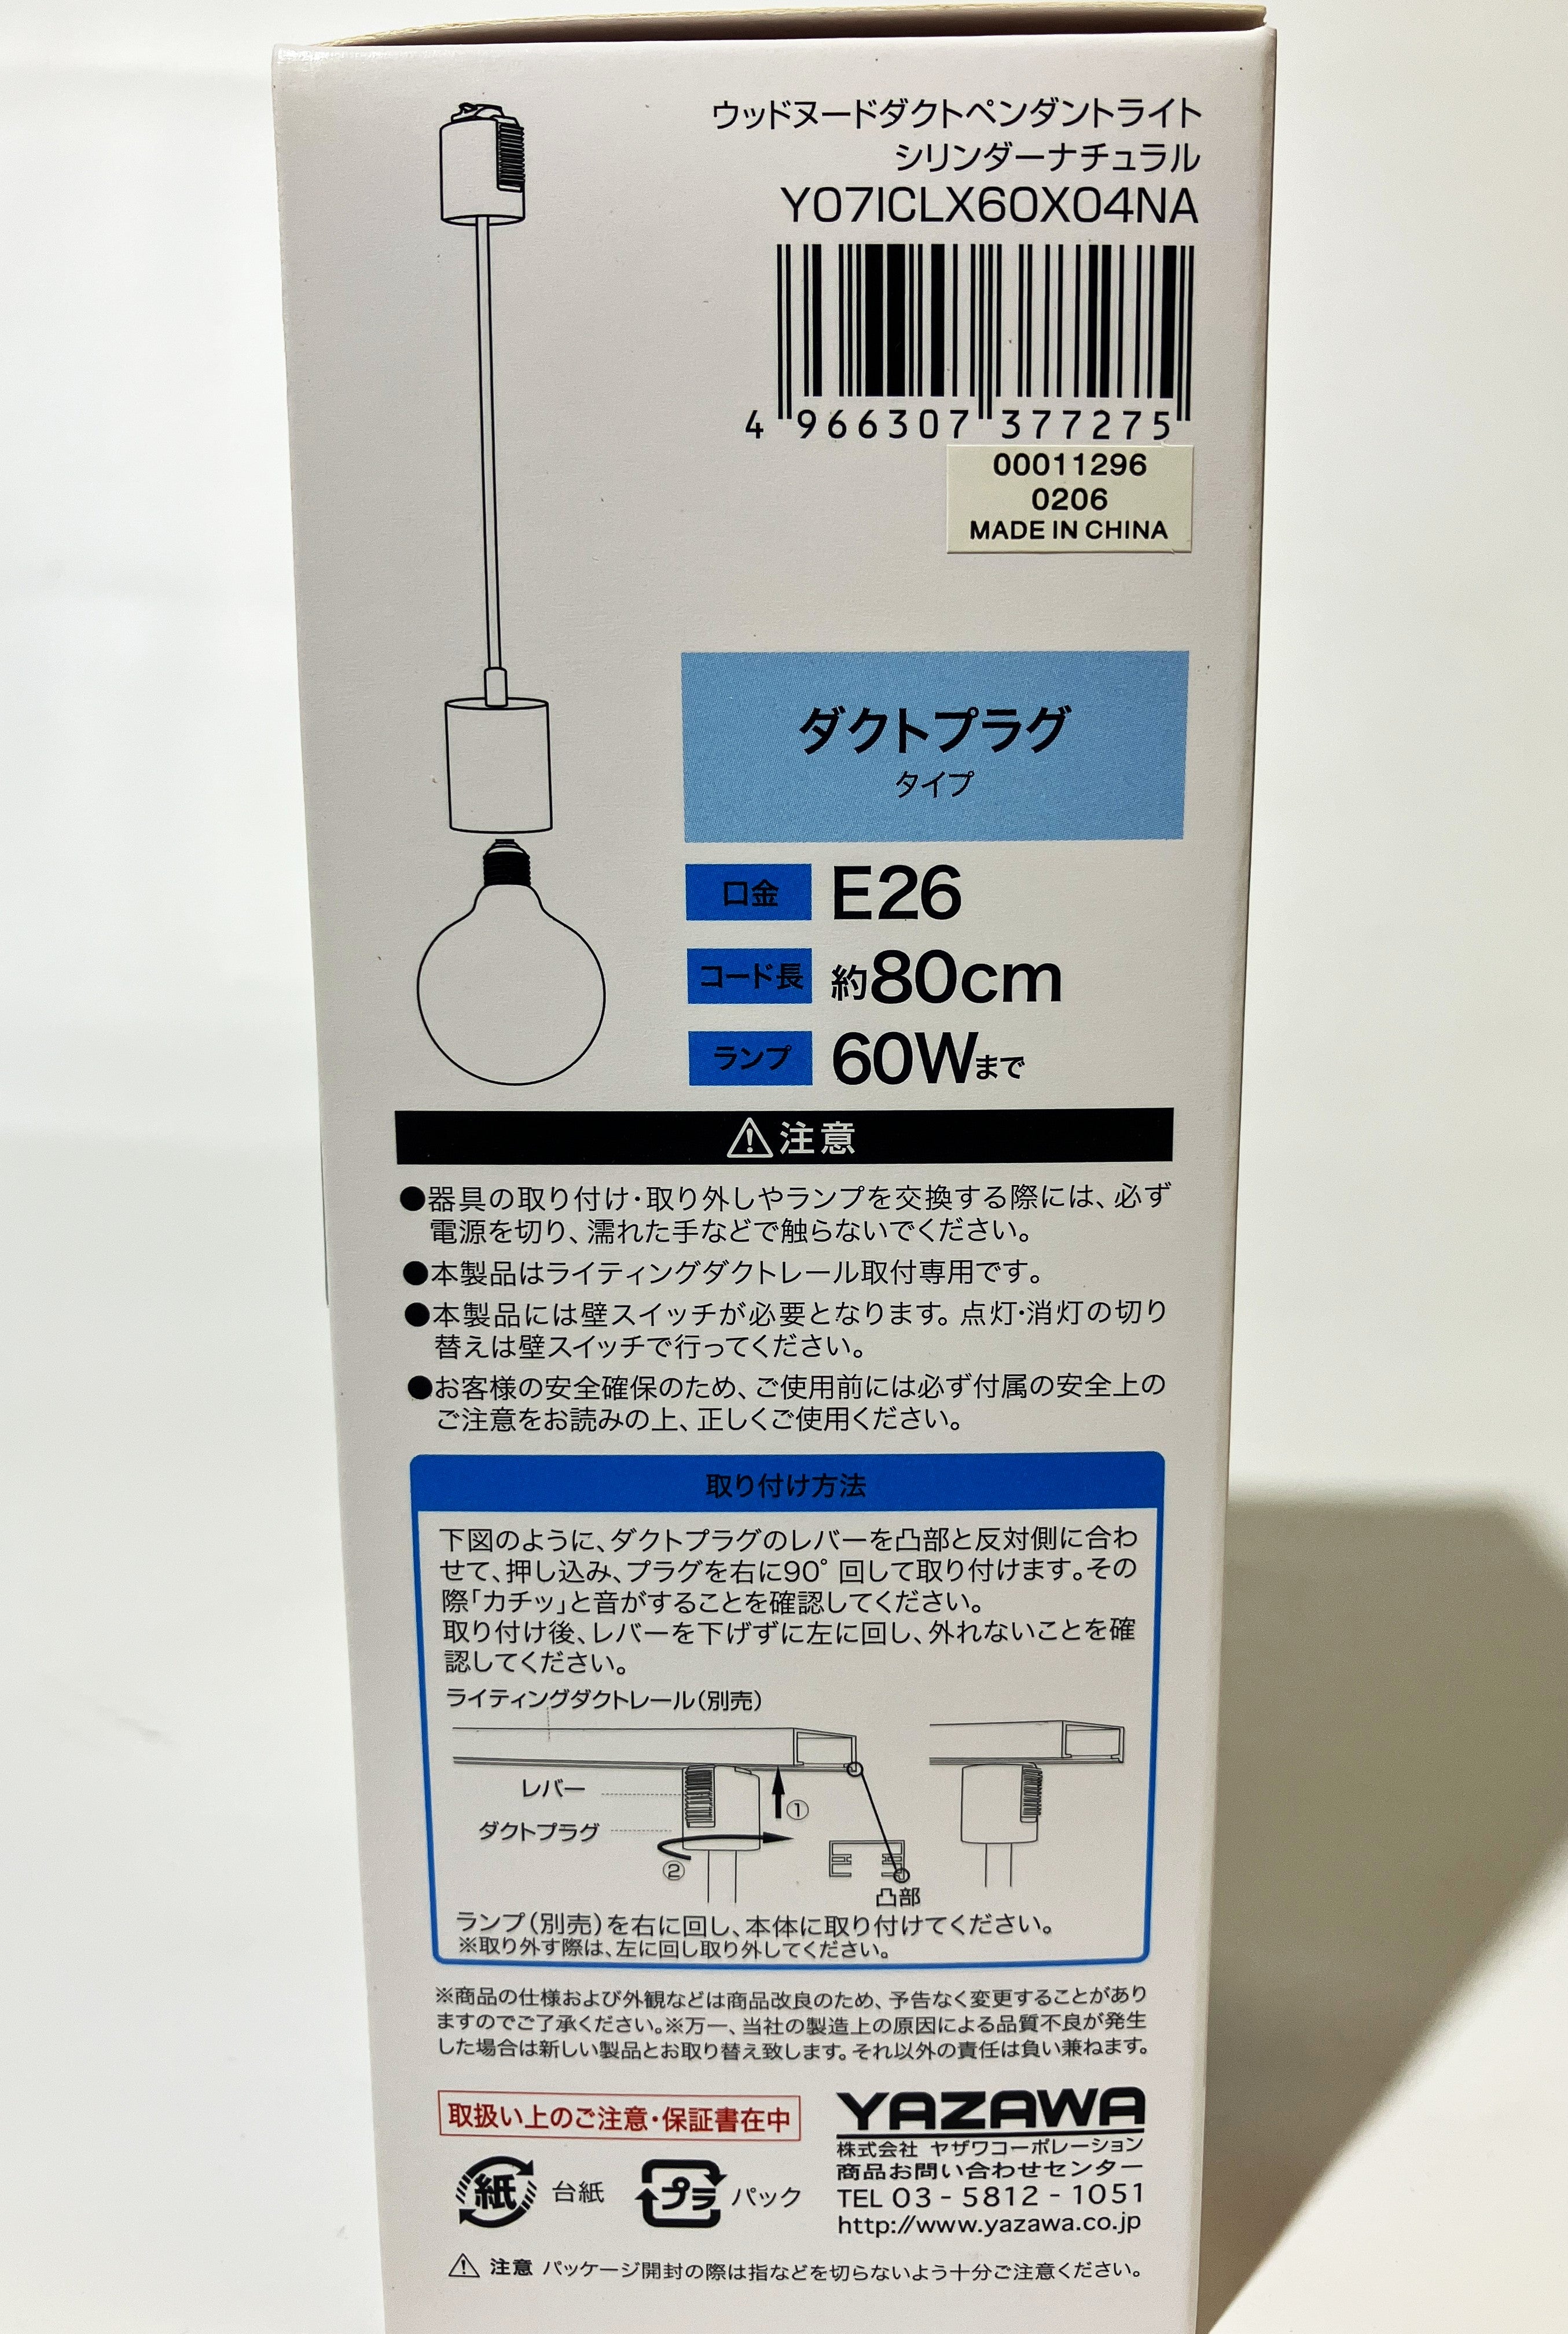 ウッドヌードダクトペンダントライト
シリンダーナチュラル
Y07ICLX60X04NA
4 966307 377275
00011296
0206
MADE IN CHINA
ダクトプラグ
タイプ
口金 E26
コード長 約80cm
ランプ 60Wまで
⚠注意
●器具の取り付け・取り外しやランプを交換する際には、必ず
電源を切り、濡れた手などで触らないでください。
●本製品はライティングダクトレール取付専用です。
●本製品には壁スイッチが必要となります。点灯・消灯の切り
替えは壁スイッチで行ってください。
●お客様の安全確保のため、ご使用前には必ず付属の安全上の
ご注意をお読みの上、正しくご使用ください。
取り付け方法
下図のように、ダクトプラグのレバーを凸部と反対側に合わ
せて、押し込み、プラグを右に90°回して取り付けます。その
際「カチッ」と音がすることを確認してください。
取り付け後、レバーを下げずに左に回し、外れないことを確
認してください。
ライティングダクトレール(別売)
レバー
①
ダクトプラグ
②
凸部
ランプ(別売)を右に回し、本体に取り付けてください。
※取り外す際は、左に回し取り外してください。
※商品の仕様および外観などは商品改良のため、予告なく変更することがあり
ますのでご了承ください。※万一、当社の製造上の原因による品質不良が発生
した場合は新しい製品とお取り替え致します。それ以外の責任は負い兼ねます。
取扱い上のご注意・保証書在中
紙 台紙
プラ パック
YAZAWA
株式会社 ヤザワコーポレーション
商品お問い合わせセンター
TEL 03-5812-1051
http://www.yazawa.co.jp
⚠ 注意 パッケージ開封の際は指などを切らないよう十分ご注意ください。